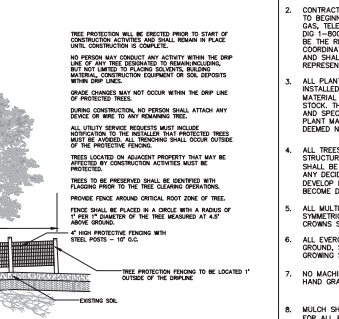 TREE PROTECTION WILL BE ERECTED PRIOR TO START OF
CONSTRUCTION ACTIVITIES AND SHALL REMAIN IN PLACE
UNTIL CONSTRUCTION IS COMPLETE.
NO PERSON MAY CONDUCT ANY ACTIVITY WITHIN THE DRIP
LINE OF ANY TREE DESIGNATED TO REMAIN;INCLUDING,
BUT NOT LIMITED TO PLACING SOLVENTS, BUILDING
MATERIAL, CONSTRUCTION EQUIPMENT OR SOIL DEPOSITS
WITHIN DRIP LINES.
GRADE CHANGES MAY NOT OCCUR WITHIN THE DRIP LINE
OF PROTECTED TREES.
DURING CONSTRUCTION, NO PERSON SHALL ATTACH ANY
DEVICE OR WIRE TO ANY REMAINING TREE.
ALL UTILITY SERVICE REQUESTS MUST INCLUDE
NOTIFICATION TO THE INSTALLER THAT PROTECTED TREES
MUST BE AVOIDED. ALL TRENCHING SHALL OCCUR OUTSIDE
OF THE PROTECTIVE FENCING.
TREES LOCATED ON ADJACENT PROPERTY THAT MAY BE
AFFECTED BY CONSTRUCTION ACTIVITIES MUST BE
PROTECTED.
TREES TO BE PRESERVED SHALL BE IDENTIFIED WITH
FLAGGING PRIOR TO THE TREE CLEARING OPERATIONS.
PROVIDE FENCE AROUND CRITICAL ROOT ZONE OF TREE.
FENCE SHALL BE PLACED IN A CIRCLE WITH A RADIUS OF
1' PER 1" DIAMETER OF THE TREE MEASURED AT 4.5'
ABOVE GROUND.
4' HIGH PROTECTIVE FENCING WITH
STEEL POSTS - 10' O.C.
TREE PROTECTION FENCING TO BE LOCATED 1'
OUTSIDE OF THE DRIPLINE
EXISTING SOIL
2. CONTRACT
TO BEGINN
GAS, TELE
DIG 1-800
BE THE R
COORDINA
AND SHAL
REPRESEN
3. ALL PLAN
INSTALLED
MATERIAL
STOCK. TH
AND SPEC
PLANT MA
DEEMED N
4. ALL TREES
STRUCTUR
SHALL BE
ANY DECID
DEVELOP
BECOME D
5. ALL MULTI
SYMMETRIC
CROWNS S
6. ALL EVERG
GROUND, S
GROWING S
7. NO MACHI
HAND GRA
8. MULCH SH